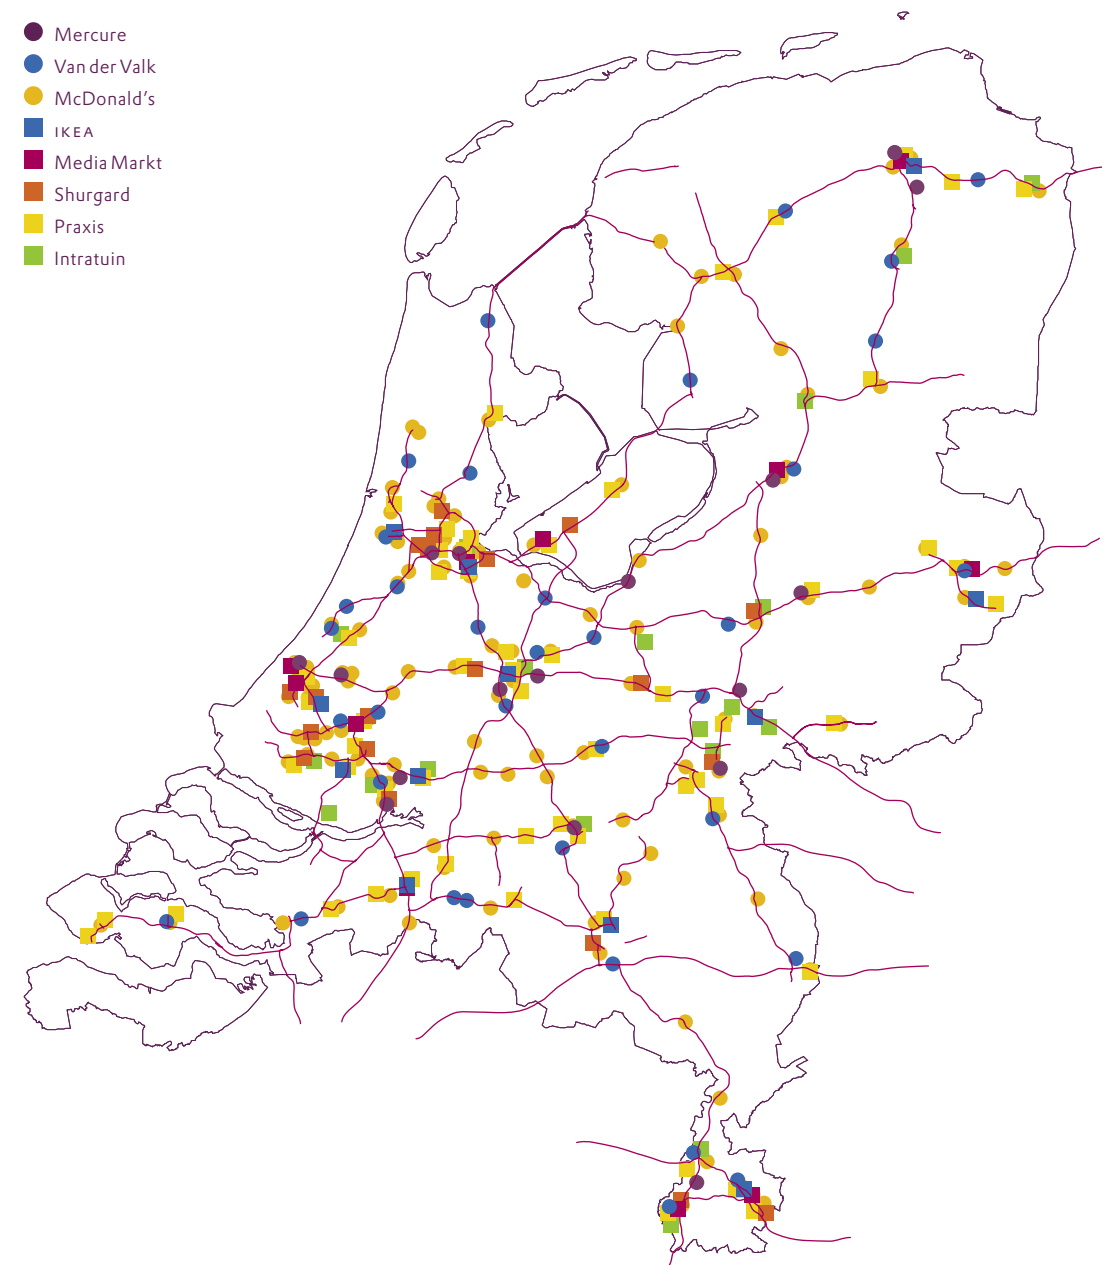 Mercure
Van der Valk
McDonald's
IKEA
Media Markt
Shurgard
Praxis
Intratuin